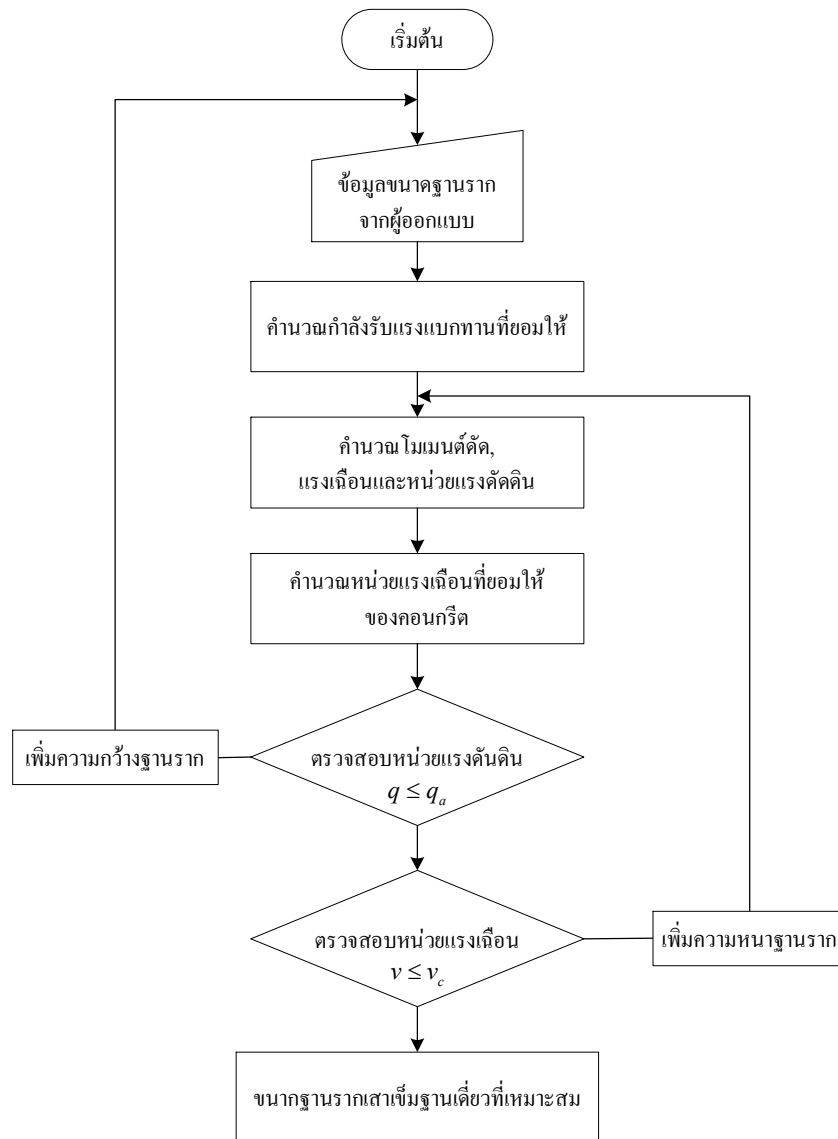 เริ่มต้น
ข้อมูลขนาดฐานราก
จากผู้ออกแบบ
คำนวณกำลังรับแรงแบกทานที่ยอมให้
คำนวณโมเมนต์ดัด,
แรงเฉือนและหน่วยแรงดัดดิน
คำนวณหน่วยแรงเฉือนที่ยอมให้
ของคอนกรีต
เพิ่มความกว้างฐานราก
ตรวจสอบหน่วยแรงดันดิน
q ≤ qₐ
ตรวจสอบหน่วยแรงเฉือน
v ≤ v_c
เพิ่มความหนาฐานราก
ขนากฐานรากเสาเข็มฐานเดี่ยวที่เหมาะสม